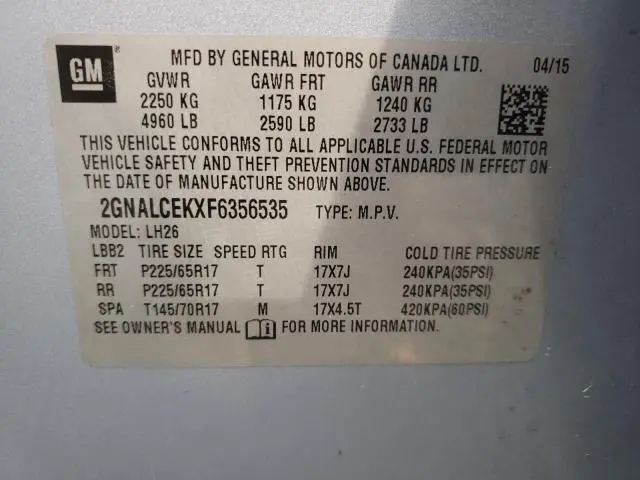 GM ®
MFD BY GENERAL MOTORS OF CANADA LTD. 04/15
GVWR GAWR FRT GAWR RR
2250 KG 1175 KG 1240 KG
4960 LB 2590 LB 2733 LB
THIS VEHICLE CONFORMS TO ALL APPLICABLE U.S. FEDERAL MOTOR
VEHICLE SAFETY AND THEFT PREVENTION STANDARDS IN EFFECT ON
THE DATE OF MANUFACTURE SHOWN ABOVE.
2GNALCEKXF6356535 TYPE: M.P.V.
MODEL: LH26
LBB2 TIRE SIZE SPEED RTG RIM COLD TIRE PRESSURE
FRT P225/65R17 T 17X7J 240KPA(35PSI)
RR P225/65R17 T 17X7J 240KPA(35PSI)
SPA T145/70R17 M 17X4.5T 420KPA(60PSI)
SEE OWNER'S MANUAL i FOR MORE INFORMATION.